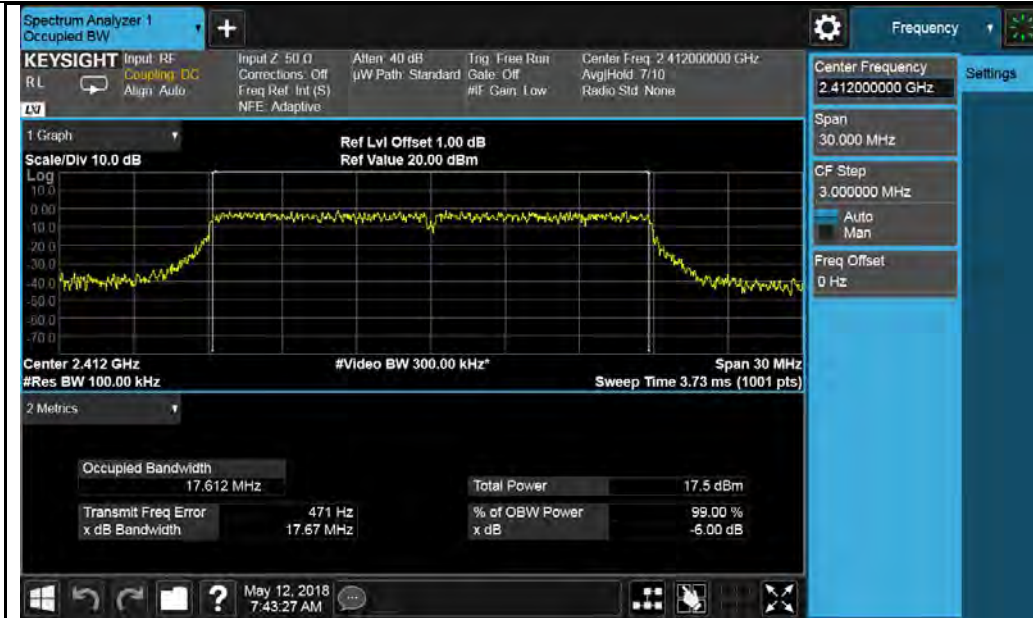 Spectrum Analyzer 1
Occupied BW
+
Frequency
KEYSIGHT
RL
LXI
Input: RF
Coupling: DC
Align: Auto
Input Z: 50 Ω
Corrections: Off
Freq Ref: Int (S)
NFE: Adaptive
Atten: 40 dB
µW Path: Standard
Trig: Free Run
Gate: Off
#IF Gain: Low
Center Freq: 2.412000000 GHz
Avg|Hold: 7/10
Radio Std: None
Center Frequency
2.412000000 GHz
Settings
Span
30.000 MHz
CF Step
3.000000 MHz
Auto
Man
Freq Offset
0 Hz
1 Graph
Scale/Div 10.0 dB
Ref Lvl Offset 1.00 dB
Ref Value 20.00 dBm
Log
10.0
0.00
-10.0
-20.0
-30.0
-40.0
-50.0
-60.0
-70.0
Center 2.412 GHz
#Video BW 300.00 kHz*
Span 30 MHz
#Res BW 100.00 kHz
Sweep Time 3.73 ms (1001 pts)
2 Metrics
Occupied Bandwidth
17.612 MHz
Total Power 17.5 dBm
Transmit Freq Error 471 Hz
% of OBW Power 99.00 %
x dB Bandwidth 17.67 MHz
x dB -6.00 dB
?
May 12, 2018
7:43:27 AM